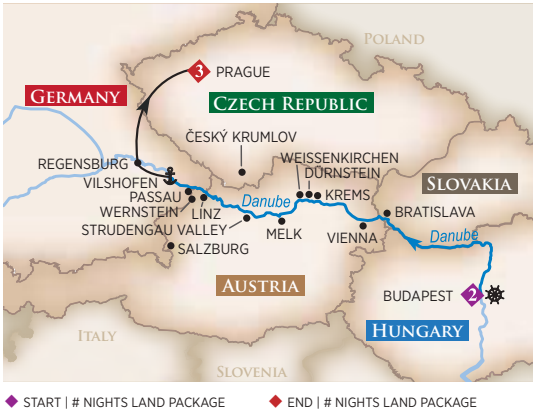 POLAND
3 PRAGUE
GERMANY
CZECH REPUBLIC
ČESKÝ KRUMLOV
REGENSBURG
WEISSENKIRCHEN
DÜRNSTEIN
VILSHOFEN
SLOVAKIA
PASSAU
KREMS
WERNSTEIN
LINZ
Danube
BRATISLAVA
STRUDENGAU VALLEY
MELK
VIENNA
Danube
SALZBURG
AUSTRIA
BUDAPEST 2
HUNGARY
ITALY
SLOVENIA
START | # NIGHTS LAND PACKAGE
END | # NIGHTS LAND PACKAGE